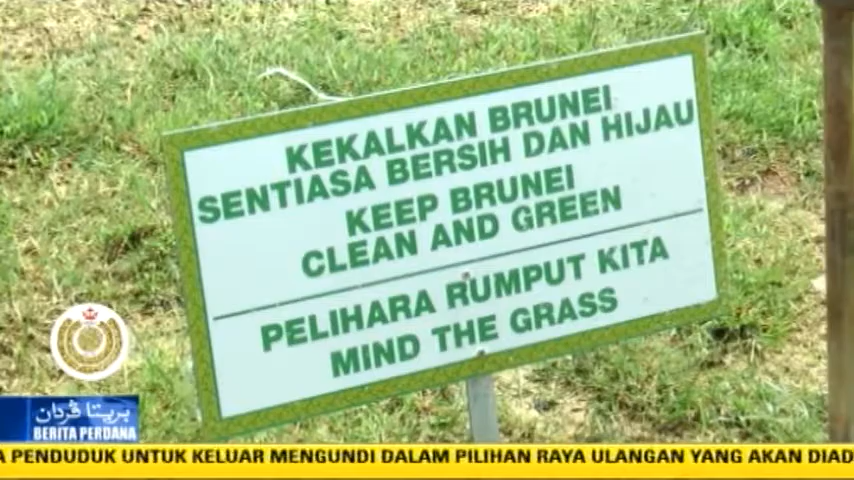 KEKALKAN BRUNEI
SENTIASA BERSIH DAN HIJAU
KEEP BRUNEI
CLEAN AND GREEN
PELIHARA RUMPUT KITA
MIND THE GRASS
بريتا ڤردان
BERITA PERDANA
A PENDUDUK UNTUK KELUAR MENGUNDI DALAM PILIHAN RAYA ULANGAN YANG AKAN DIAD